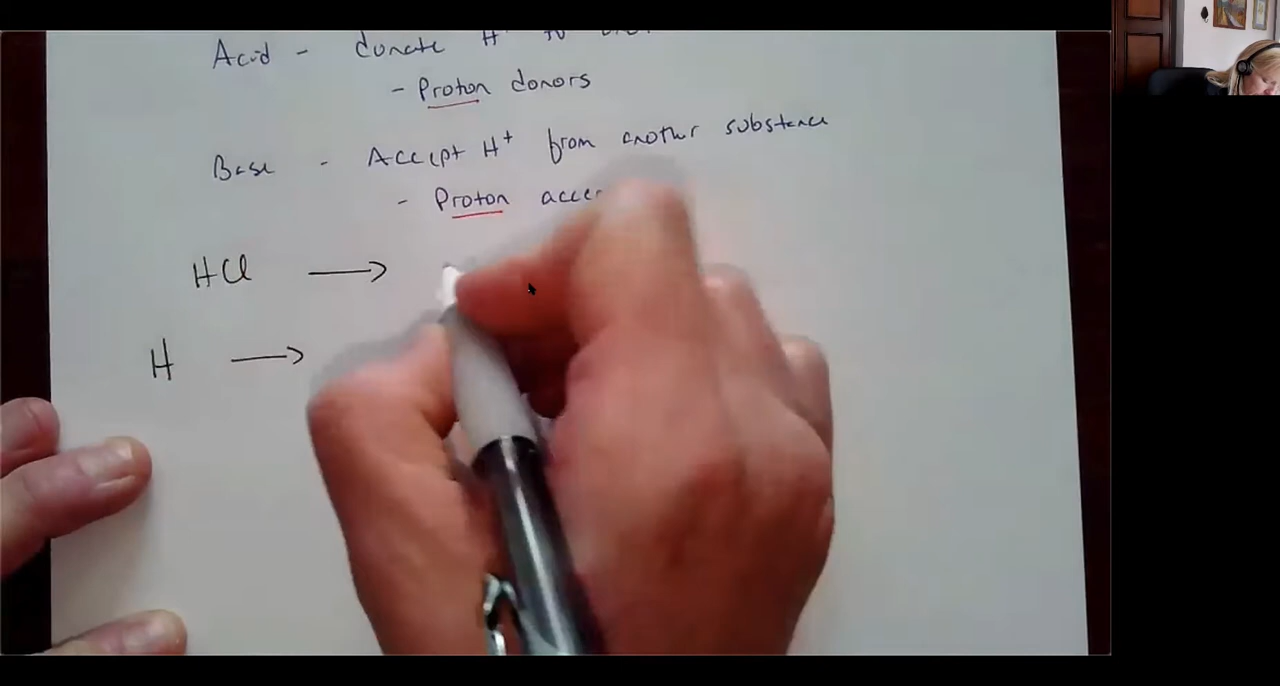 Acid - donate H
- Proton donors
Base - Accept H+ from another substance
- Proton
HCl →
H →